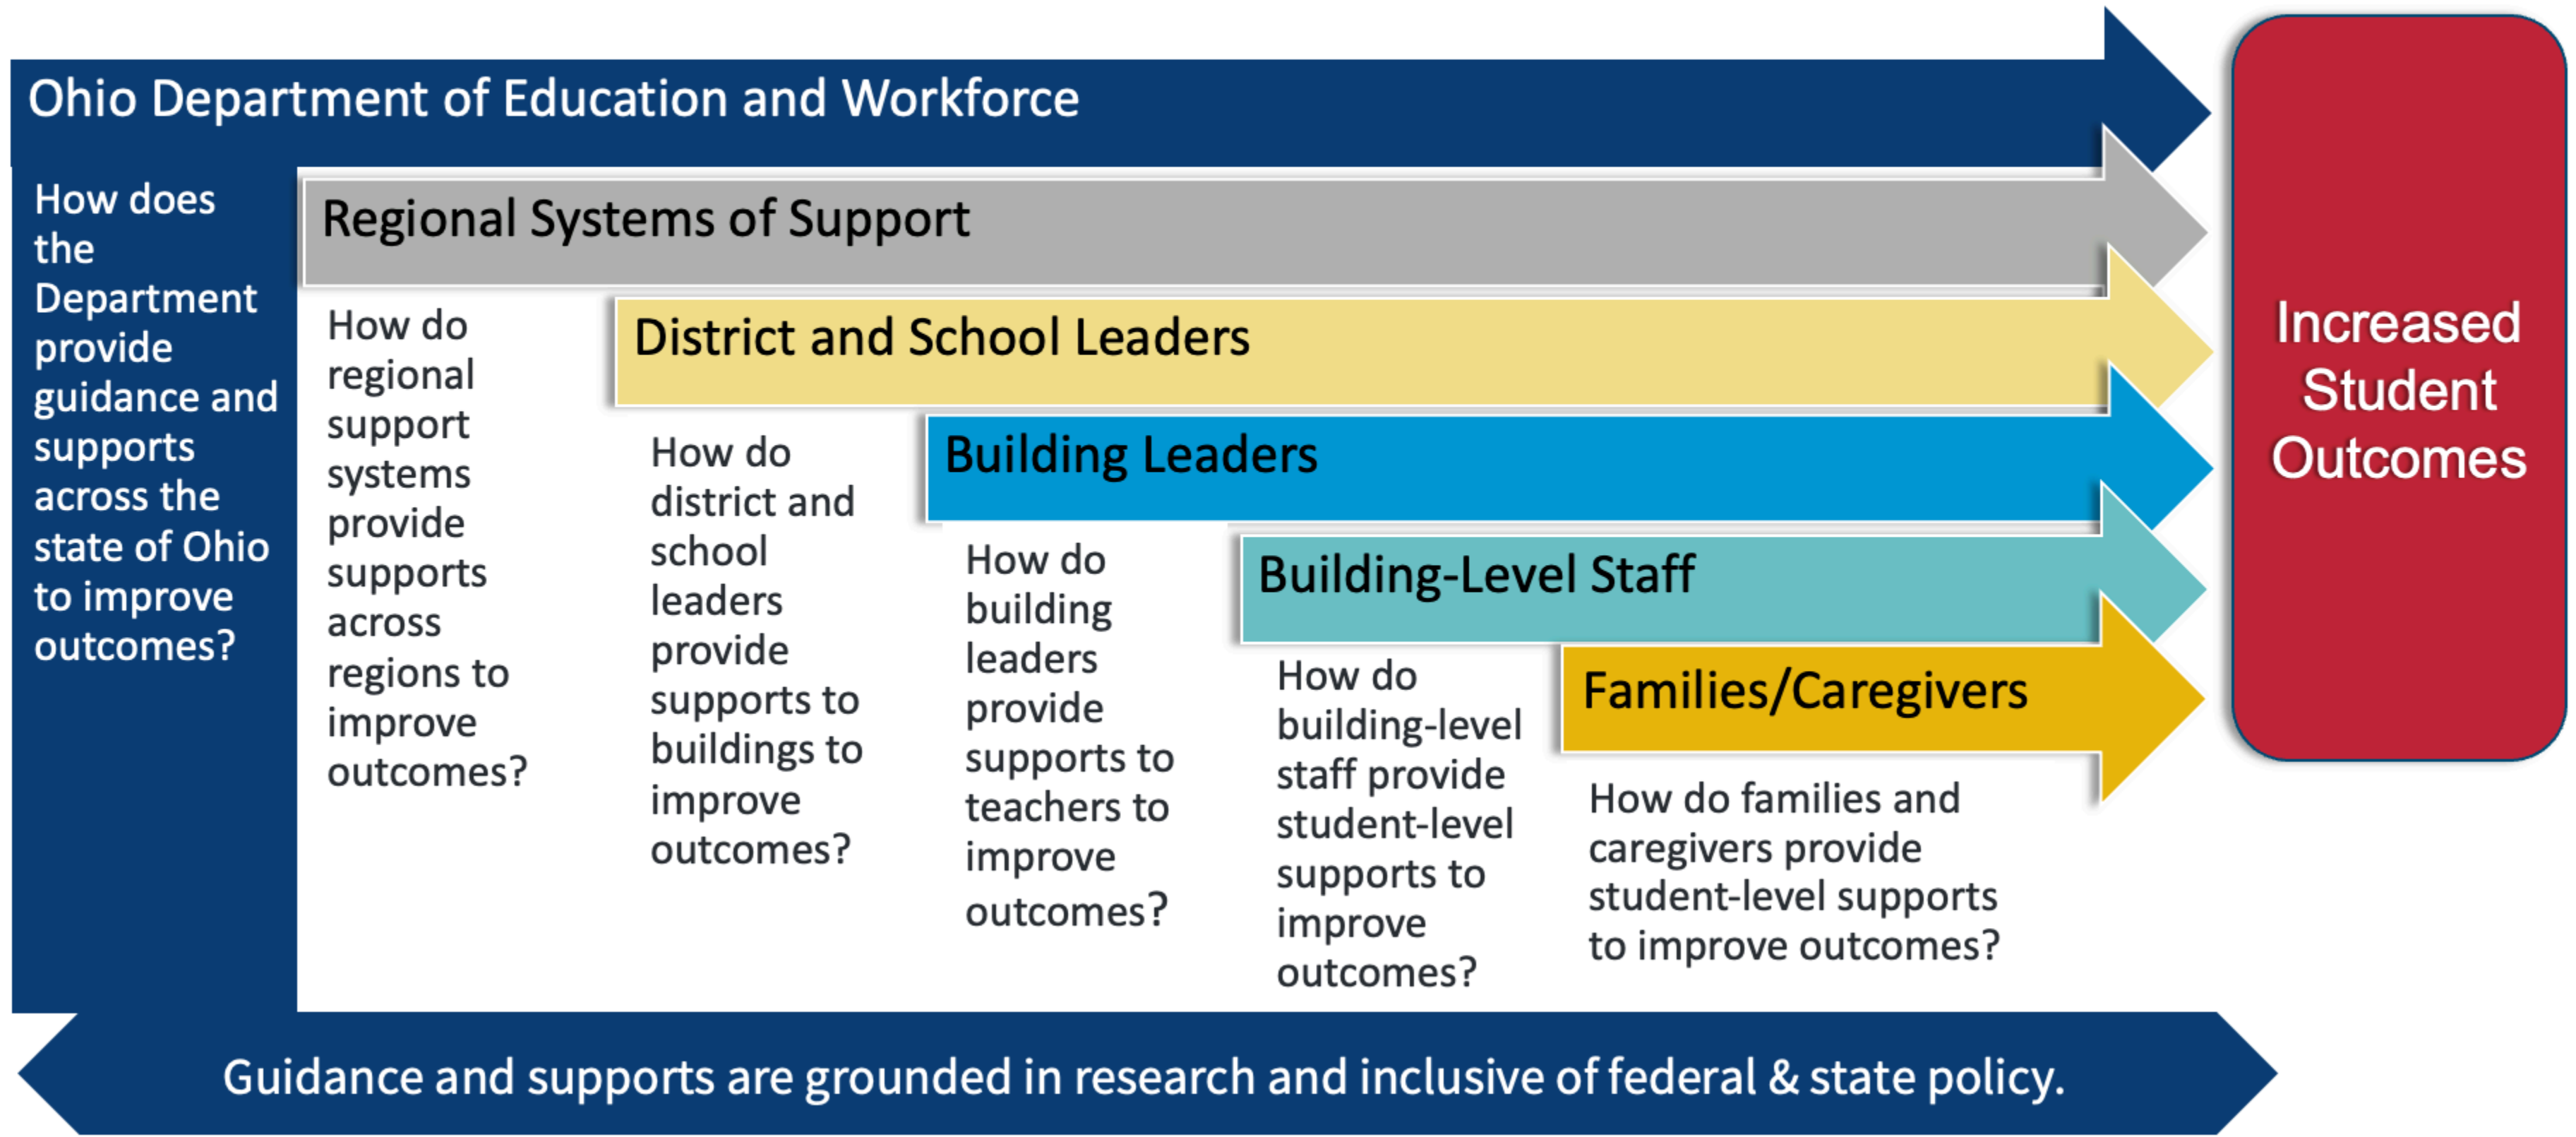 Ohio Department of Education and Workforce
How does
the
Department
provide
guidance and
supports
across the
state of Ohio
to improve
outcomes?
Regional Systems of Support
How do
regional
support
systems
provide
supports
across
regions to
improve
outcomes?
District and School Leaders
How do
district and
school
leaders
provide
supports to
buildings to
improve
outcomes?
Building Leaders
How do
building
leaders
provide
supports to
teachers to
improve
outcomes?
Building-Level Staff
How do
building-level
staff provide
student-level
supports to
improve
outcomes?
Families/Caregivers
How do families and
caregivers provide
student-level supports
to improve outcomes?
Increased
Student
Outcomes
Guidance and supports are grounded in research and inclusive of federal & state policy.